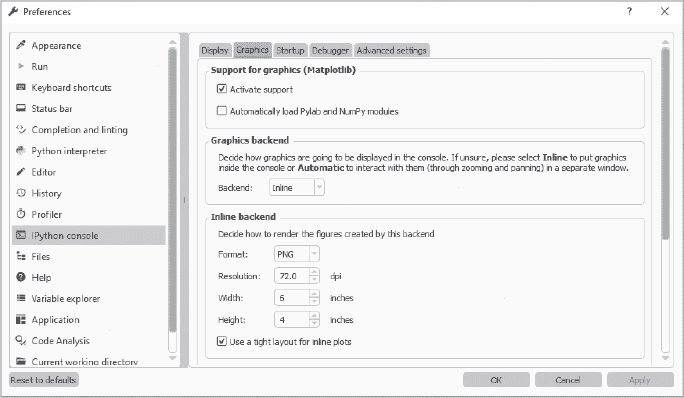 Preferences
? X
Appearance
Run
Keyboard shortcuts
Status bar
Completion and linting
Python interpreter
Editor
History
Profiler
IPython console
Files
Help
Variable explorer
Application
Code Analysis
Current working directory
Display Graphics Startup Debugger Advanced settings
Support for graphics (Matplotlib)
Activate support
Automatically load Pylab and NumPy modules
Graphics backend
Decide how graphics are going to be displayed in the console. If unsure, please select Inline to put graphics
inside the console or Automatic to interact with them (through zooming and panning) in a separate window.
Backend: Inline
Inline backend
Decide how to render the figures created by this backend
Format: PNG
Resolution: 72.0 dpi
Width: 6 inches
Height: 4 inches
Use a tight layout for inline plots
Reset to defaults
OK Cancel Apply